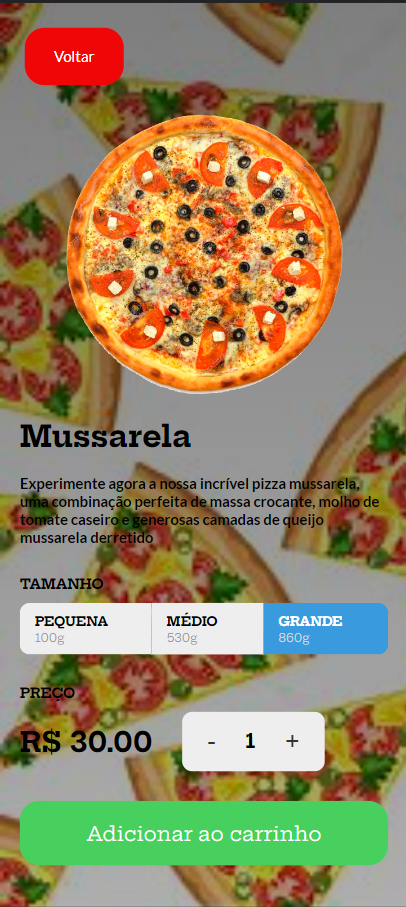 Voltar
Mussarela
Experimente agora a nossa incrível pizza mussarela,
uma combinação perfeita de massa crocante, molho de
tomate caseiro e generosas camadas de queijo
mussarela derretido
TAMANHO
PEQUENA MÉDIO GRANDE
100g 530g 860g
PREÇO
R$ 30.00 - 1 +
Adicionar ao carrinho